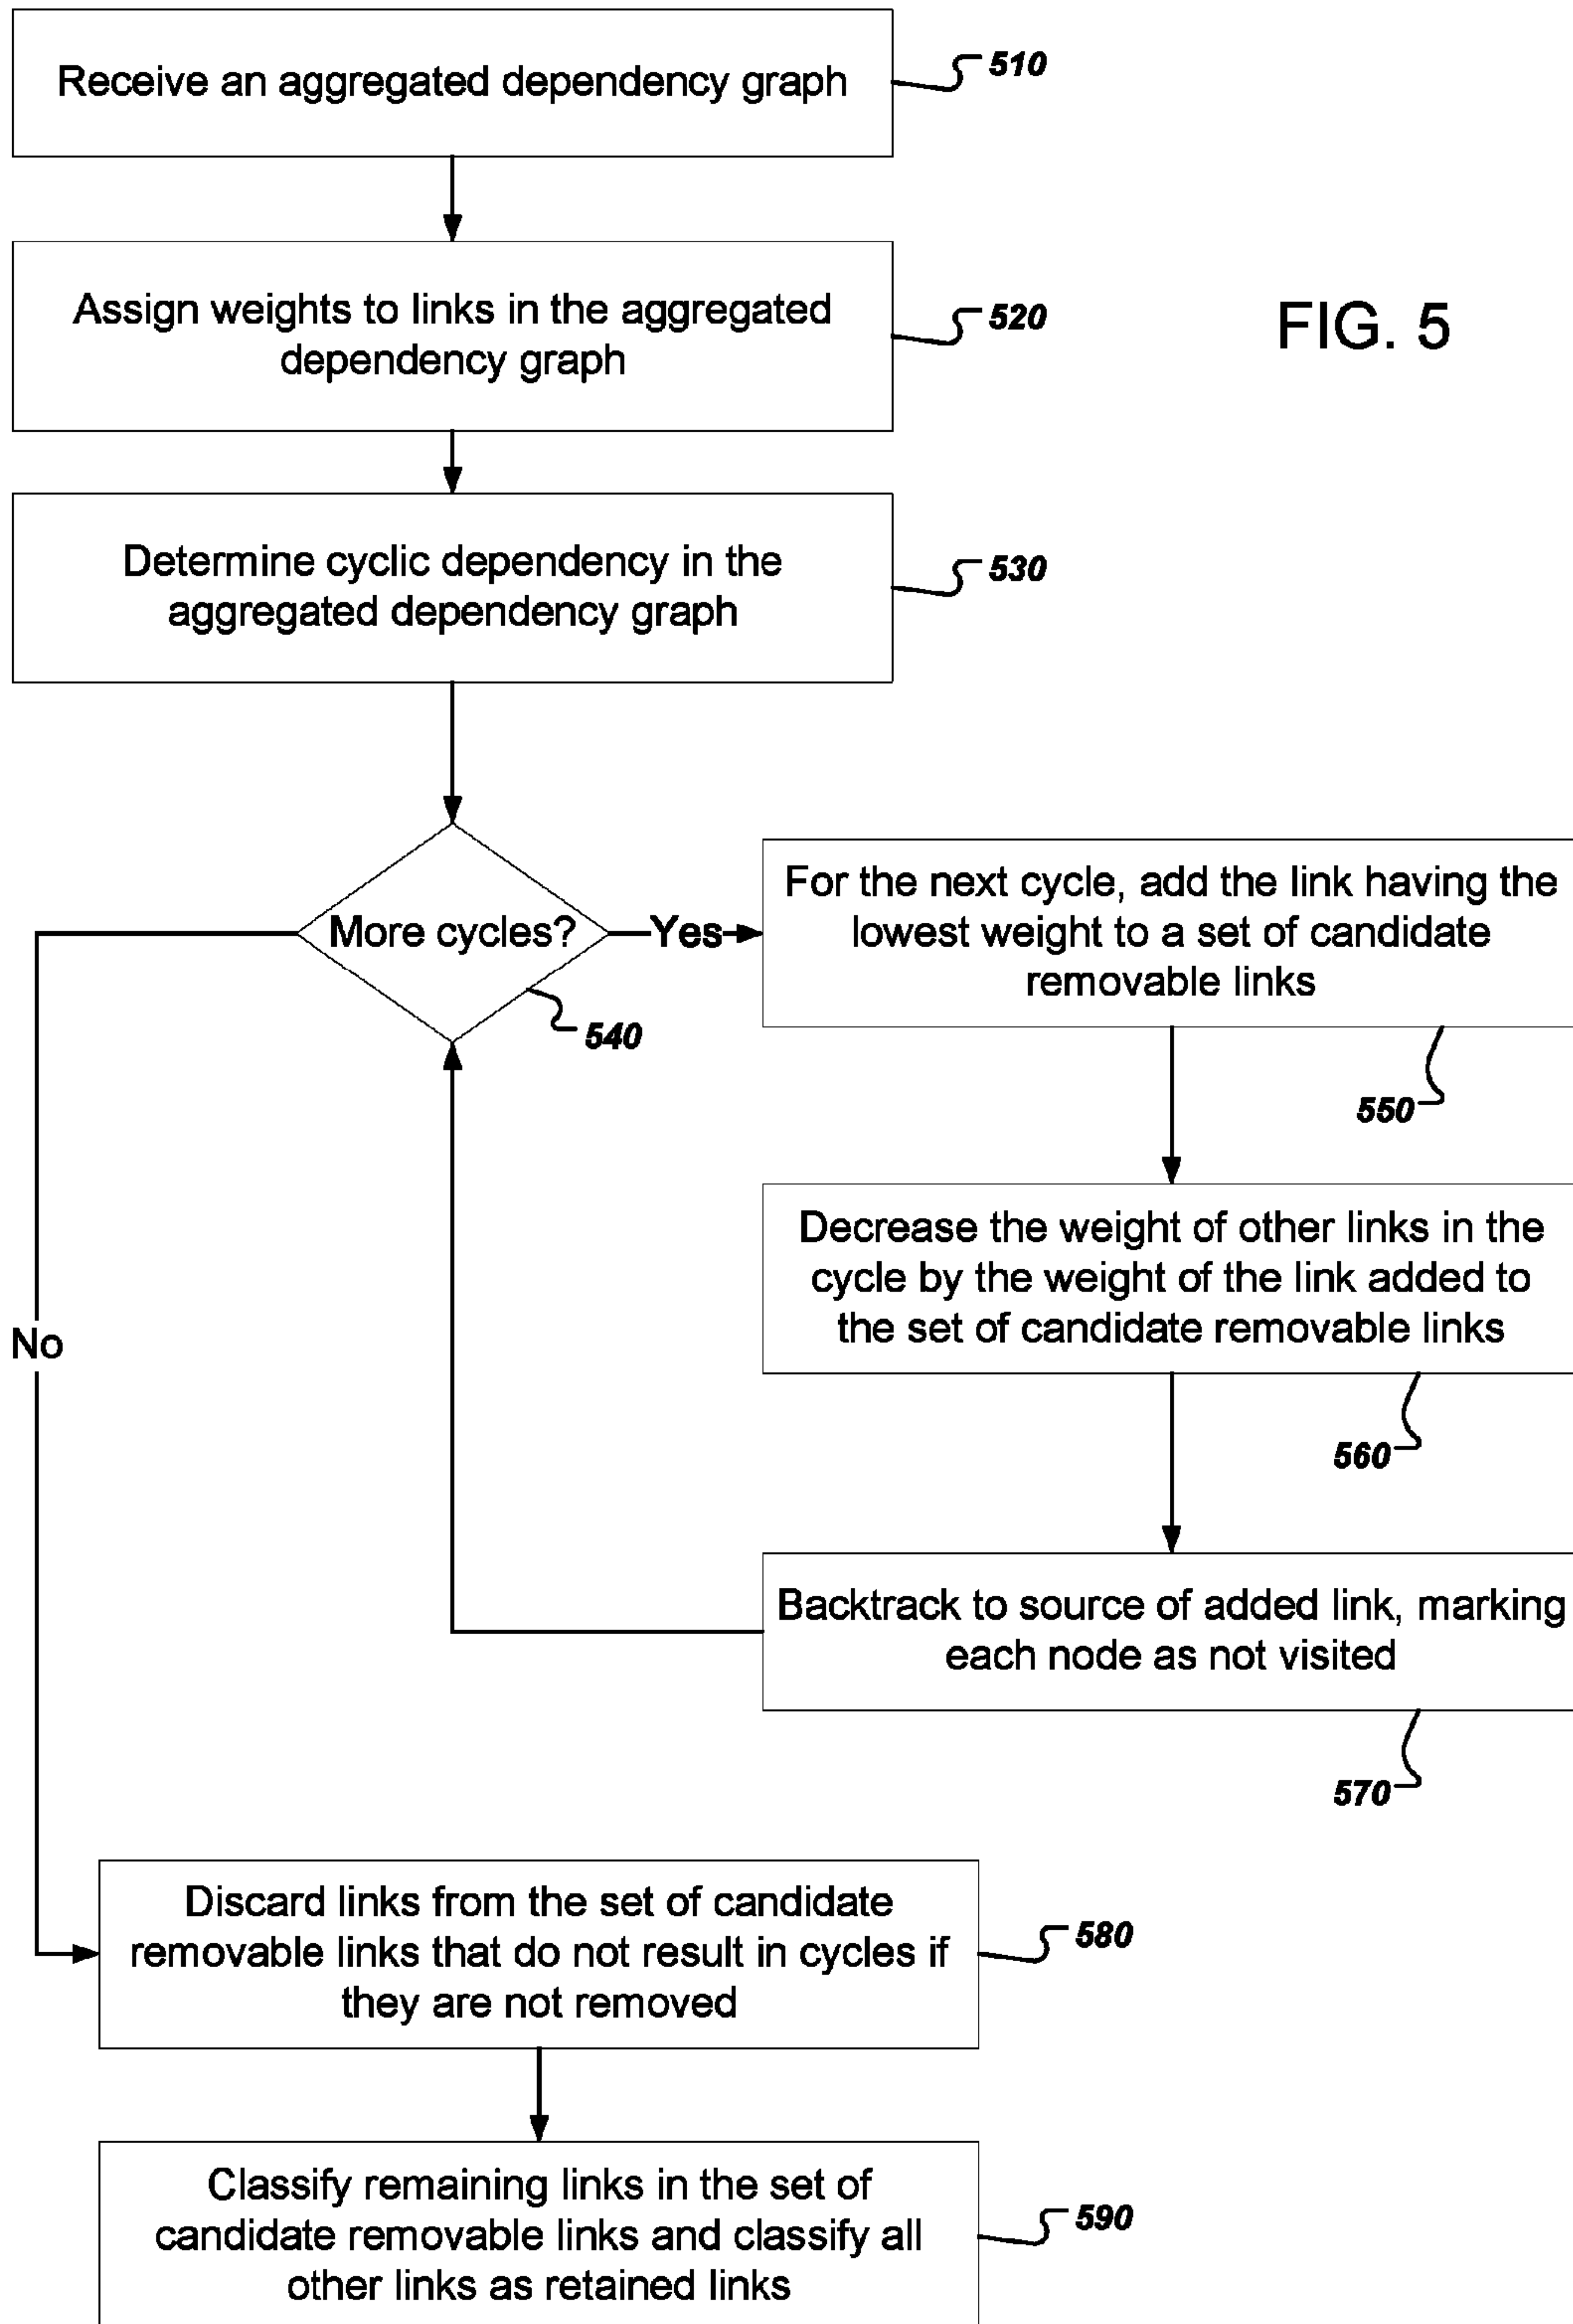 Receive an aggregated dependency graph
510
Assign weights to links in the aggregated
dependency graph
520
FIG. 5
Determine cyclic dependency in the
aggregated dependency graph
530
More cycles?
Yes
540
For the next cycle, add the link having the
lowest weight to a set of candidate
removable links
550
Decrease the weight of other links in the
cycle by the weight of the link added to
the set of candidate removable links
560
No
Backtrack to source of added link, marking
each node as not visited
570
Discard links from the set of candidate
removable links that do not result in cycles if
they are not removed
580
Classify remaining links in the set of
candidate removable links and classify all
other links as retained links
590